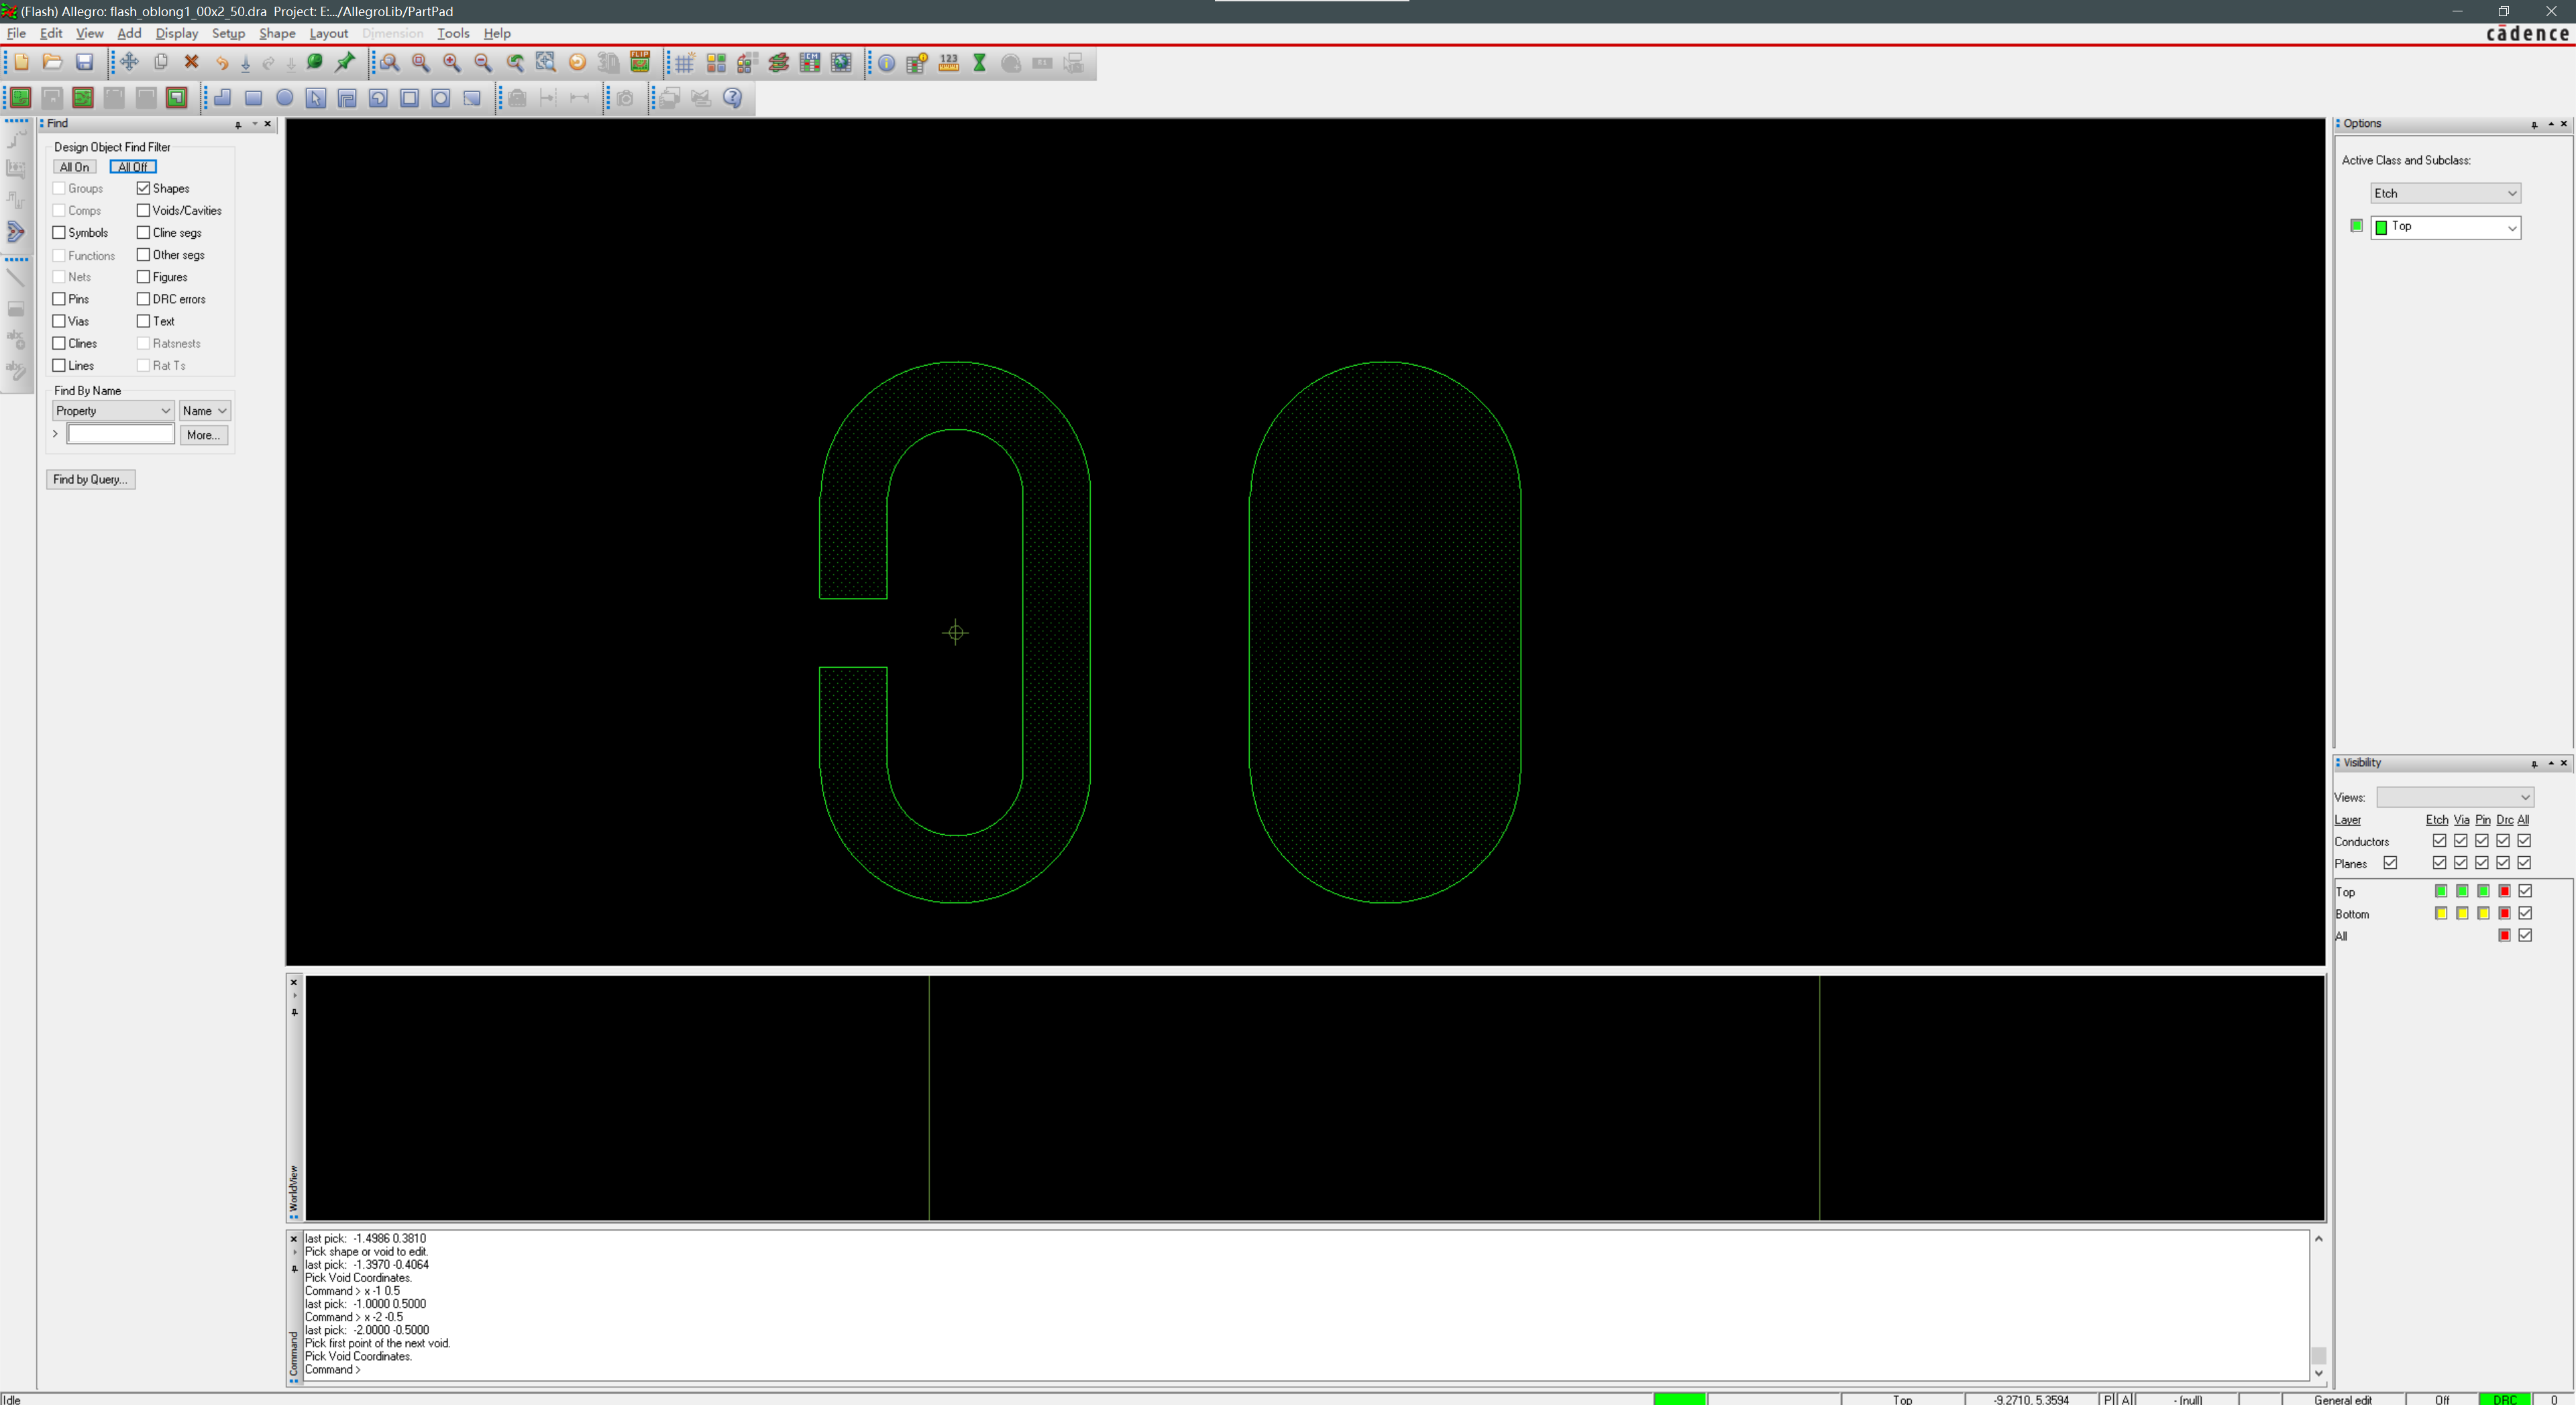 (Flash) Allegro: flash_oblong1_00x2_50.dra Project: E:.../AllegroLib/PartPad
File Edit View Add Display Setup Shape Layout Dimension Tools Help
cādence
FLIP
123
Find
Design Object Find Filter
All On All Off
Groups Shapes
Comps Voids/Cavities
Symbols Cline segs
Functions Other segs
Nets Figures
Pins DRC errors
Vias Text
Clines Ratsnests
Lines Rat Ts
Find By Name
Property Name
> More...
Find by Query...
Options
Active Class and Subclass:
Etch
Top
Visibility
Views:
Layer Etch Via Pin Drc All
Conductors
Planes
Top
Bottom
All
WorldView
last pick: -1.4986 0.3810
Pick shape or void to edit.
last pick: -1.3970 -0.4064
Pick Void Coordinates.
Command > x -1 0.5
last pick: -1.0000 0.5000
Command > x -2 -0.5
last pick: -2.0000 -0.5000
Pick first point of the next void.
Pick Void Coordinates.
Command >
Command
Idle Top -9.2710, 5.3594 P A - (null) General edit Off DRC 0